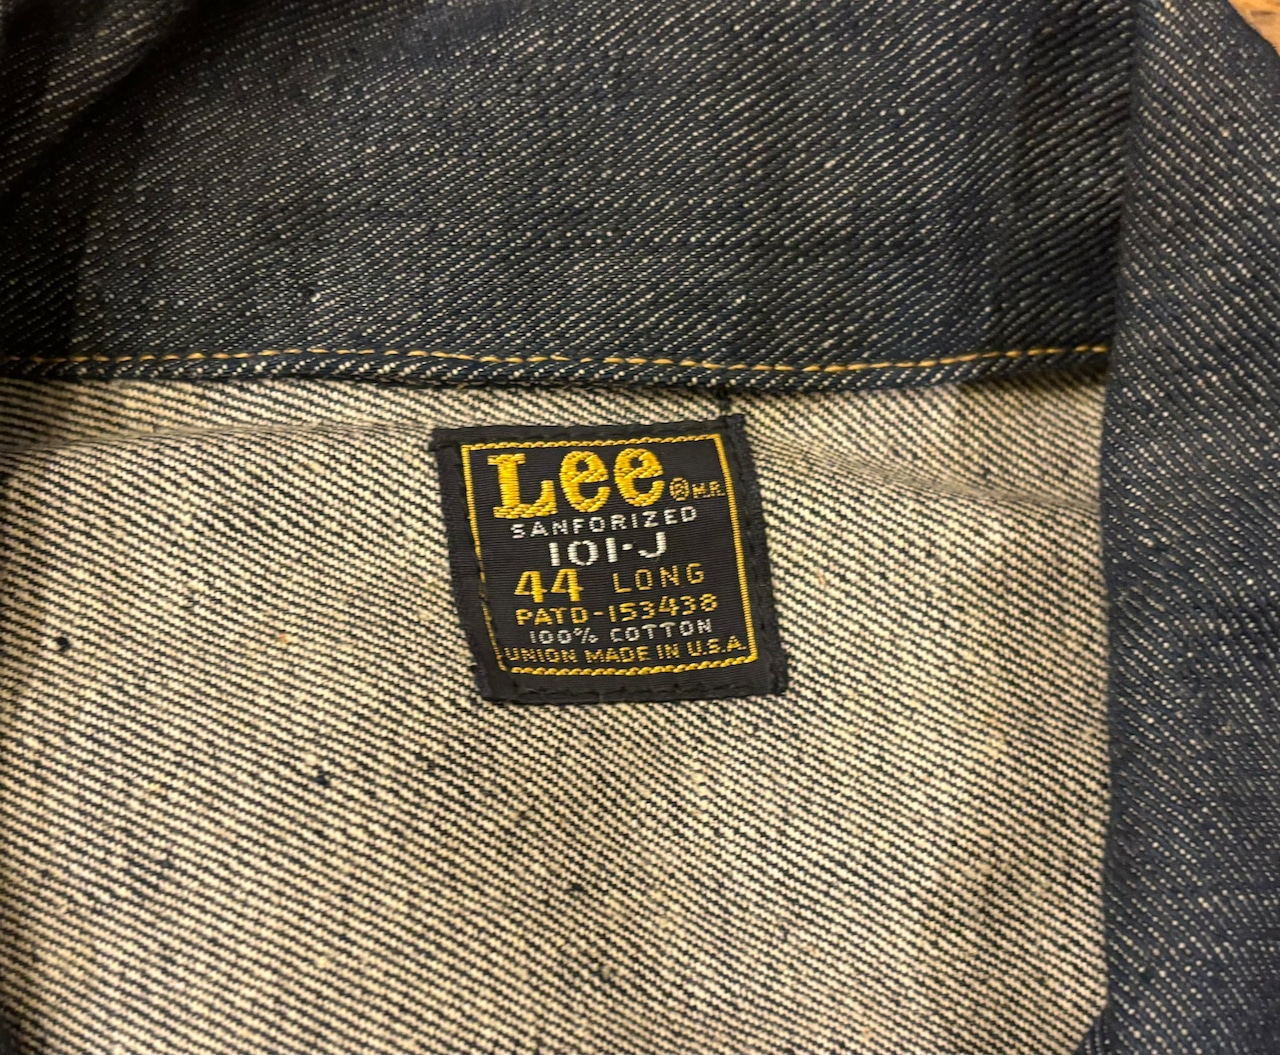 Lee ® M.R.
SANFORIZED
101-J
44 LONG
PATD-153438
100% COTTON
UNION MADE IN U.S.A.